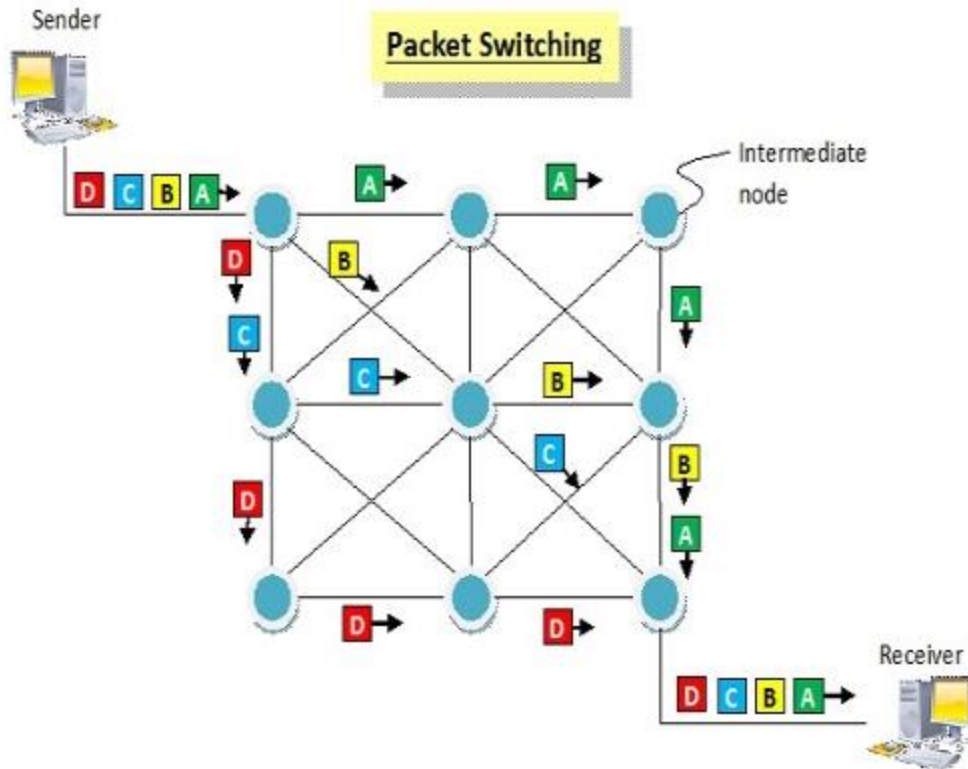 Sender
Packet Switching
Intermediate
node
D C B A
A
A
D
B
A
C
C
B
C
B
D
A
D
D
Receiver
D C B A